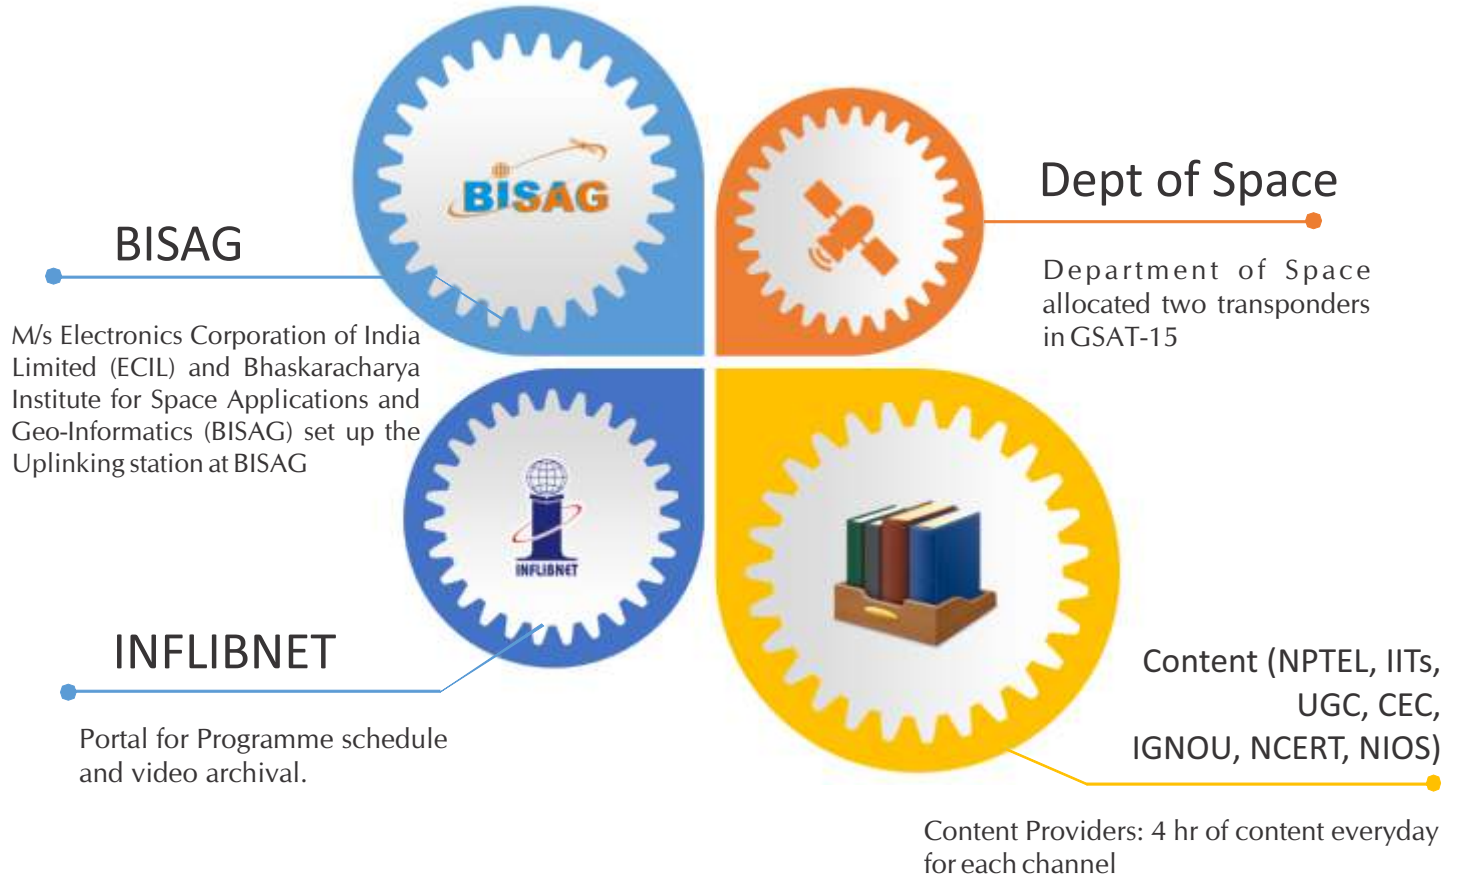 BISAG
BISAG
M/s Electronics Corporation of India
Limited (ECIL) and Bhaskaracharya
Institute for Space Applications and
Geo-Informatics (BISAG) set up the
Uplinking station at BISAG
Dept of Space
Department of Space
allocated two transponders
in GSAT-15
INFLIBNET
INFLIBNET
Portal for Programme schedule
and video archival.
Content (NPTEL, IITs,
UGC, CEC,
IGNOU, NCERT, NIOS)
Content Providers: 4 hr of content everyday
for each channel